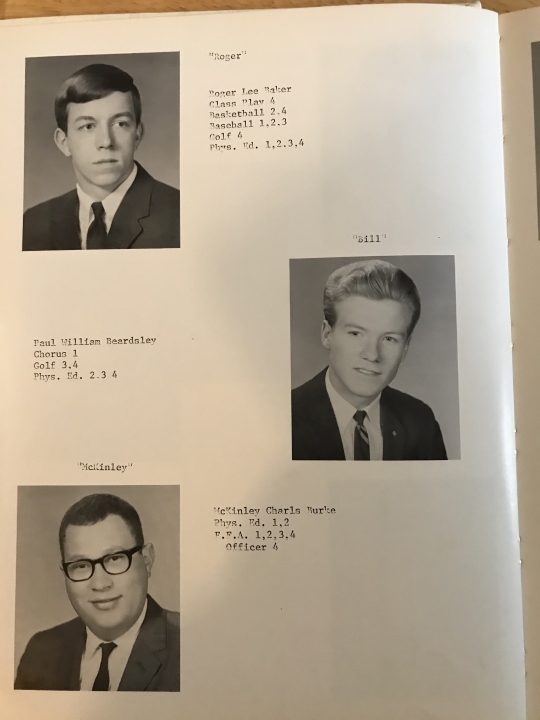 "Roger"
Roger Lee Baker
Class Play 4
Basketball 2.4
Baseball 1,2.3
Golf 4
Phys. Ed. 1,2.3,4
"Bill"
Paul William Beardsley
Chorus 1
Golf 3,4
Phys. Ed. 2.3 4
"McKinley"
McKinley Charls Burke
Phys. Ed. 1,2
F.F.A. 1,2,3,4
Officer 4